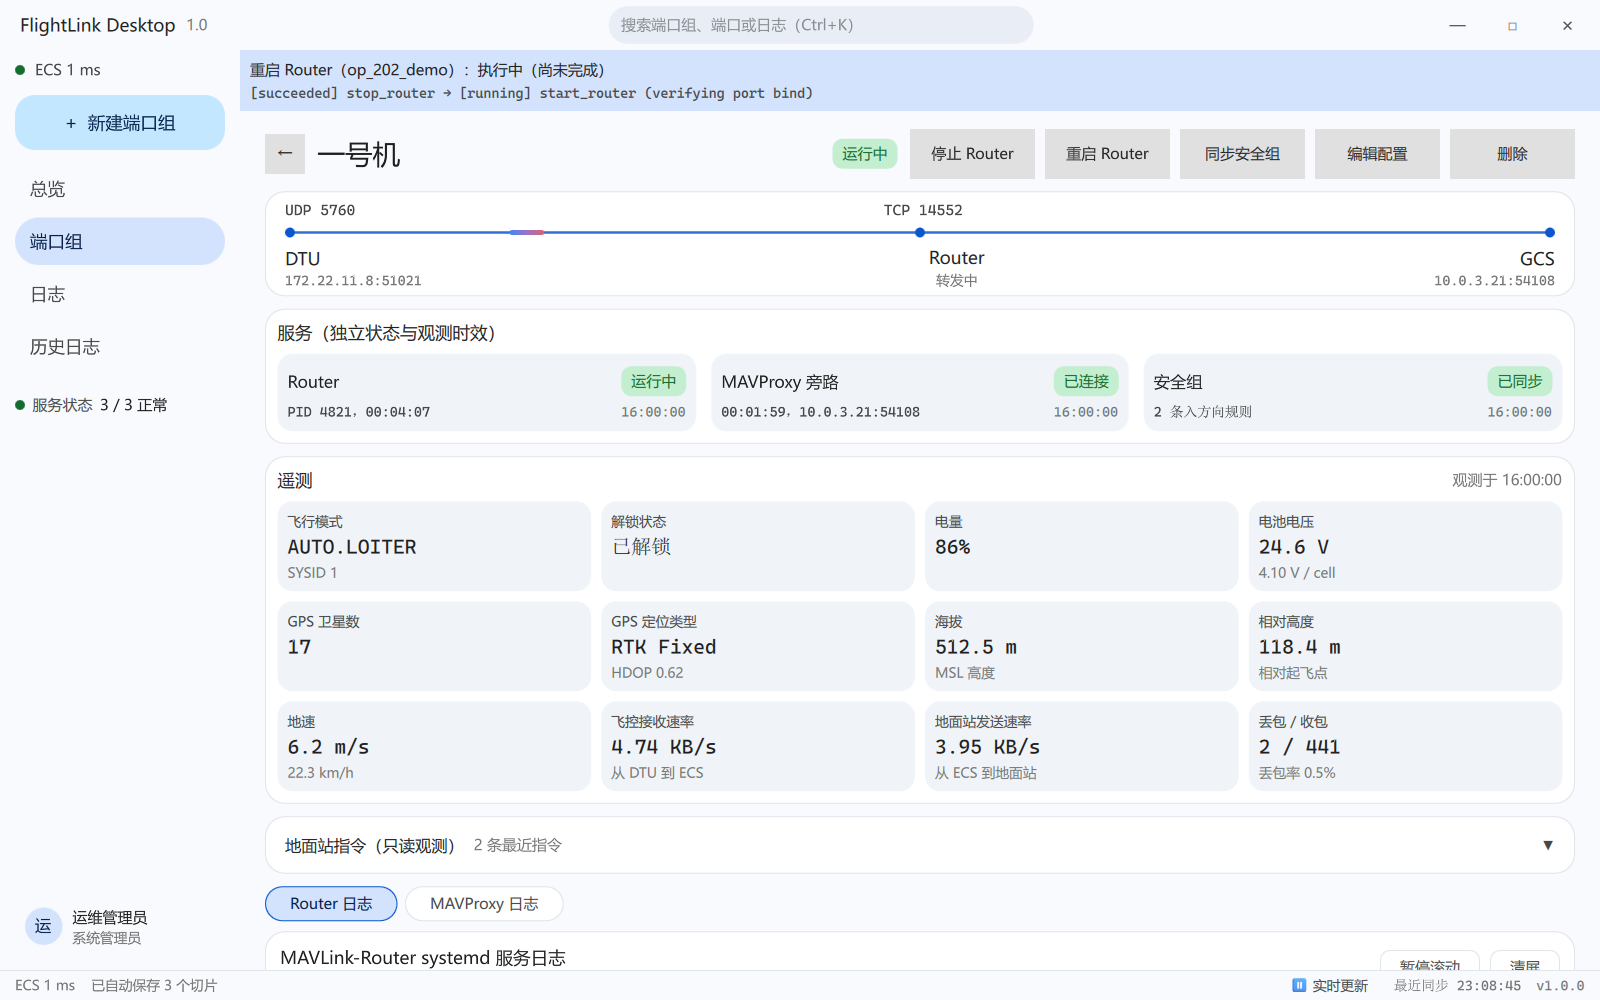 FlightLink Desktop 1.0
搜索端口组、端口或日志（Ctrl+K）
ECS 1 ms
+ 新建端口组
总览
端口组
日志
历史日志
服务状态 3 / 3 正常
运
运维管理员
系统管理员
重启 Router（op_202_demo）：执行中（尚未完成）
[succeeded] stop_router → [running] start_router (verifying port bind)
← 一号机
运行中
停止 Router
重启 Router
同步安全组
编辑配置
删除
UDP 5760
TCP 14552
DTU
Router
GCS
172.22.11.8:51021
转发中
10.0.3.21:54108
服务（独立状态与观测时效）
Router
运行中
PID 4821, 00:04:07
16:00:00
MAVProxy 旁路
已连接
00:01:59, 10.0.3.21:54108
16:00:00
安全组
已同步
2 条入方向规则
16:00:00
遥测
观测于 16:00:00
飞行模式
AUTO.LOITER
SYSID 1
解锁状态
已解锁
电量
86%
电池电压
24.6 V
4.10 V / cell
GPS 卫星数
17
GPS 定位类型
RTK Fixed
HDOP 0.62
海拔
512.5 m
MSL 高度
相对高度
118.4 m
相对起飞点
地速
6.2 m/s
22.3 km/h
飞控接收速率
4.74 KB/s
从 DTU 到 ECS
地面站发送速率
3.95 KB/s
从 ECS 到地面站
丢包 / 收包
2 / 441
丢包率 0.5%
地面站指令（只读观测） 2 条最近指令 ▼
Router 日志
MAVProxy 日志
MAVLink-Router systemd 服务日志
暂停滚动
清屏
ECS 1 ms 已自动保存 3 个切片
实时更新
最近同步 23:08:45 v1.0.0